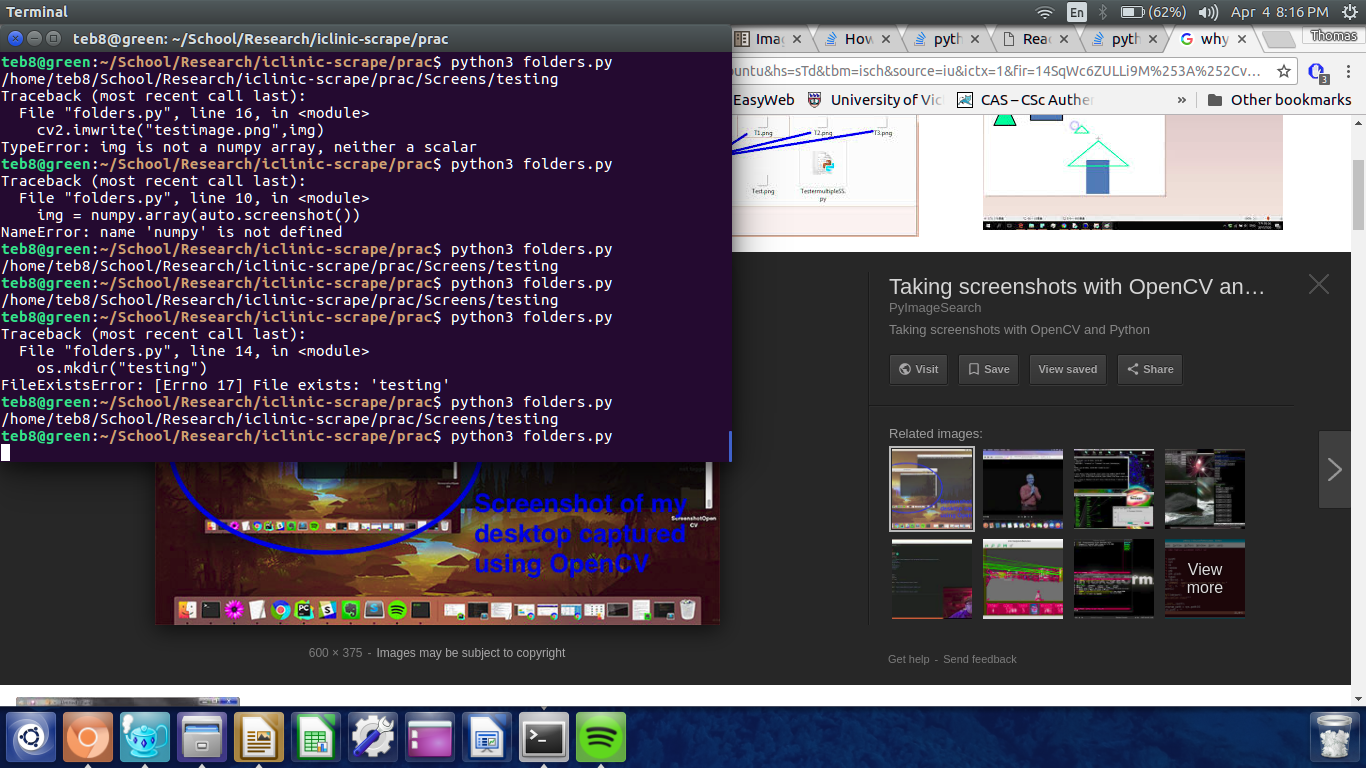 Terminal
En
(62%)
Apr 4 8:16 PM
teb8@green: ~/School/Research/iclinic-scrape/prac
teb8@green:~/School/Research/iclinic-scrape/prac$ python3 folders.py
/home/teb8/School/Research/iclinic-scrape/prac/Screens/testing
Traceback (most recent call last):
File "folders.py", line 16, in <module>
cv2.imwrite("testimage.png",img)
TypeError: img is not a numpy array, neither a scalar
teb8@green:~/School/Research/iclinic-scrape/prac$ python3 folders.py
Traceback (most recent call last):
File "folders.py", line 10, in <module>
img = numpy.array(auto.screenshot())
NameError: name 'numpy' is not defined
teb8@green:~/School/Research/iclinic-scrape/prac$ python3 folders.py
/home/teb8/School/Research/iclinic-scrape/prac/Screens/testing
teb8@green:~/School/Research/iclinic-scrape/prac$ python3 folders.py
/home/teb8/School/Research/iclinic-scrape/prac/Screens/testing
teb8@green:~/School/Research/iclinic-scrape/prac$ python3 folders.py
Traceback (most recent call last):
File "folders.py", line 14, in <module>
os.mkdir("testing")
FileExistsError: [Errno 17] File exists: 'testing'
teb8@green:~/School/Research/iclinic-scrape/prac$ python3 folders.py
/home/teb8/School/Research/iclinic-scrape/prac/Screens/testing
teb8@green:~/School/Research/iclinic-scrape/prac$ python3 folders.py
Imag
How
pyth
Read
pyth
why
Thomas
buntu&hs=sTd&tbm=isch&source=iu&ictx=1&fir=14SqWc6ZULLi9M%253A%252Cv...
3
EasyWeb
University of Vic
CAS – CSc Auther
»
Other bookmarks
T1.png
T2.png
T3.png
Test.png
TestermultipleSS.
py
Taking screenshots with OpenCV an...
PyImageSearch
Taking screenshots with OpenCV and Python
Visit
Save
View saved
Share
Related images:
View
more
Screenshot of my
desktop captured
using OpenCV
ScreenshotOpen
CV
600 × 375 - Images may be subject to copyright
Get help - Send feedback